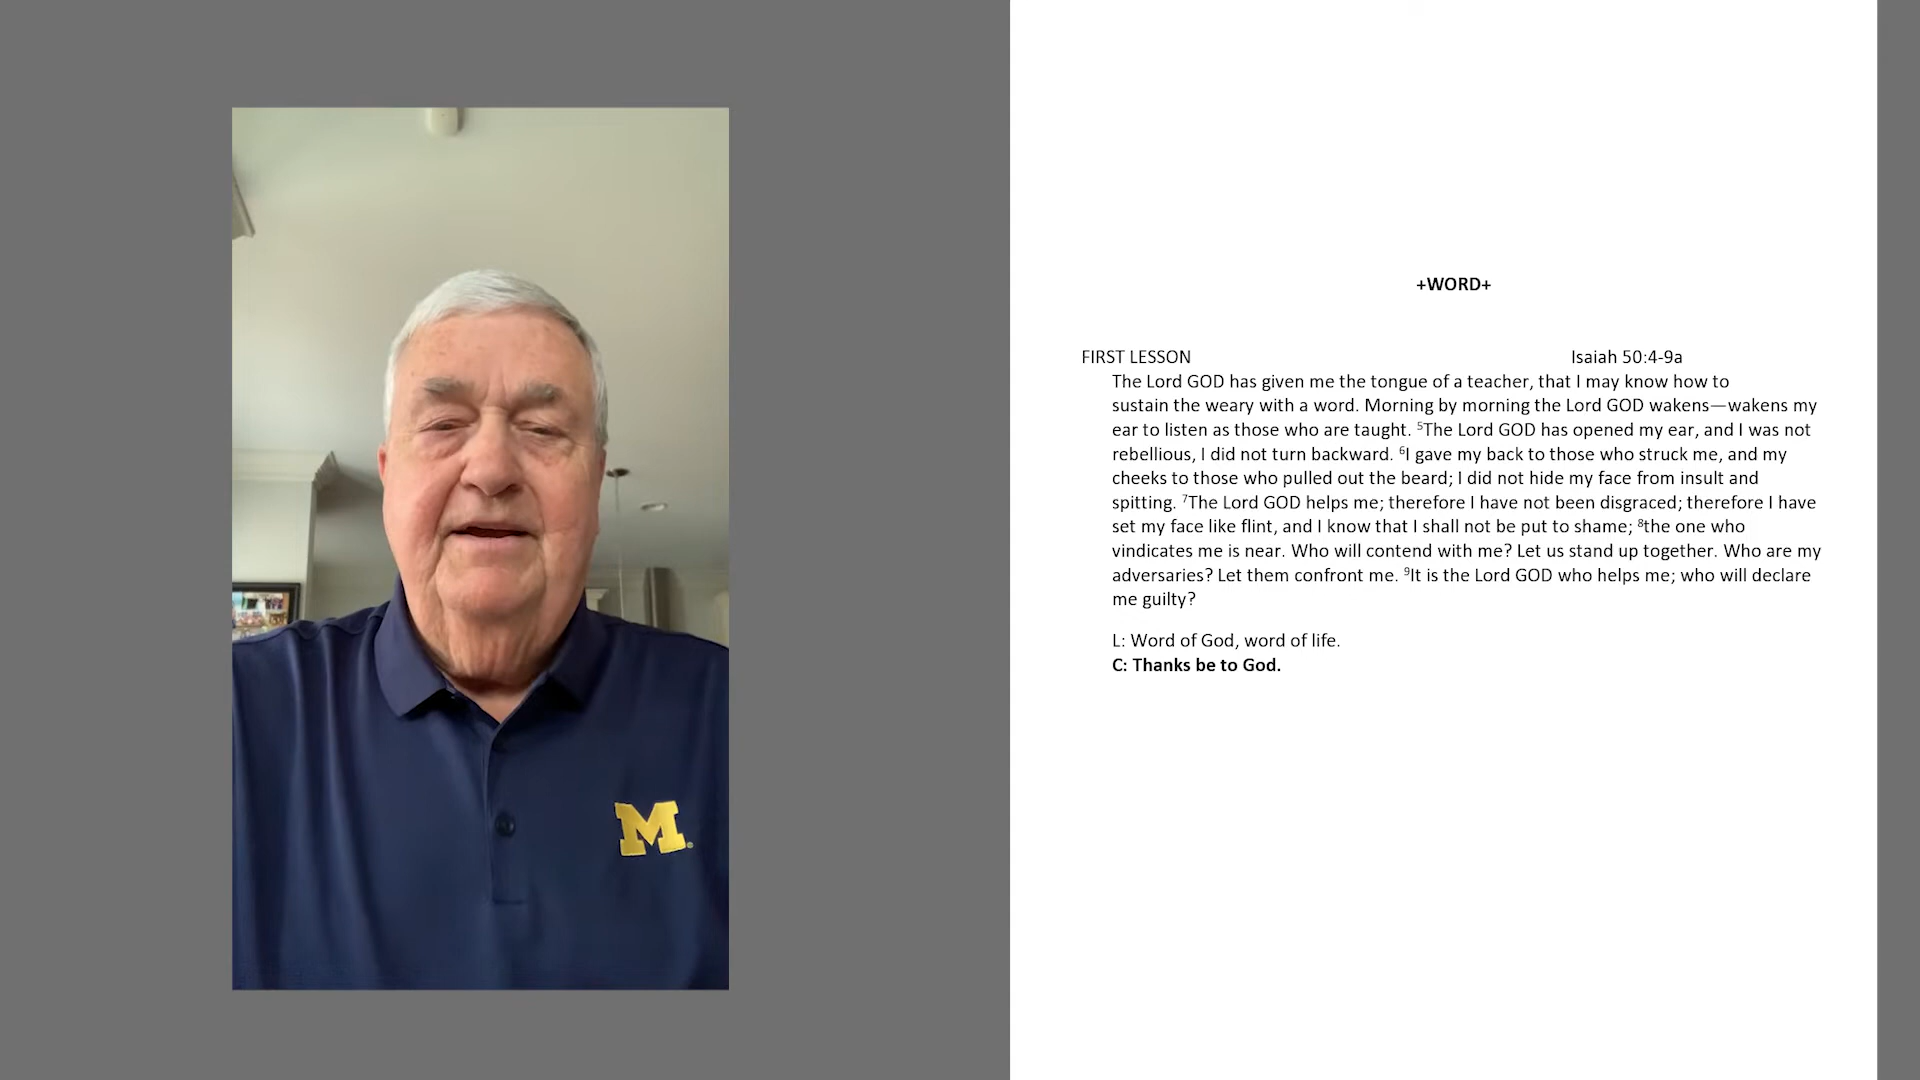 +WORD+
FIRST LESSON Isaiah 50:4-9a
The Lord GOD has given me the tongue of a teacher, that I may know how to
sustain the weary with a word. Morning by morning the Lord GOD wakens—wakens my
ear to listen as those who are taught. ⁵The Lord GOD has opened my ear, and I was not
rebellious, I did not turn backward. ⁶I gave my back to those who struck me, and my
cheeks to those who pulled out the beard; I did not hide my face from insult and
spitting. ⁷The Lord GOD helps me; therefore I have not been disgraced; therefore I have
set my face like flint, and I know that I shall not be put to shame; ⁸the one who
vindicates me is near. Who will contend with me? Let us stand up together. Who are my
adversaries? Let them confront me. ⁹It is the Lord GOD who helps me; who will declare
me guilty?
L: Word of God, word of life.
C: Thanks be to God.
M